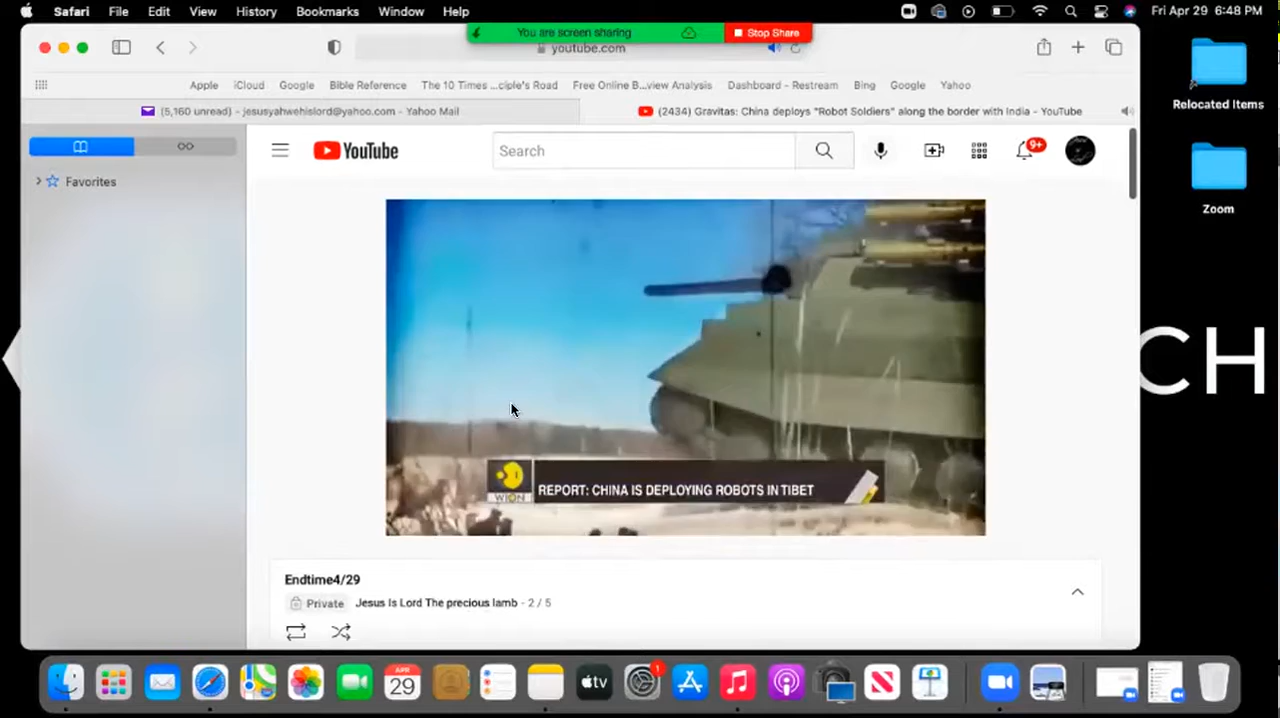 Safari File Edit View History Bookmarks Window Help Fri Apr 29 6:48 PM
You are screen sharing Stop Share
youtube.com
Apple iCloud Google Bible Reference The 10 Times ...ciple's Road Free Online B...view Analysis Dashboard - Restream Bing Google Yahoo
(5,160 unread) - jesusyahwehislord@yahoo.com - Yahoo Mail
(2434) Gravitas: China deploys "Robot Soldiers" along the border with India - YouTube
Relocated Items
YouTube
Search
9+
Favorites
Zoom
CH
WION
REPORT: CHINA IS DEPLOYING ROBOTS IN TIBET
Endtime4/29
Private Jesus Is Lord The precious lamb - 2 / 5
APR
29
tv
1